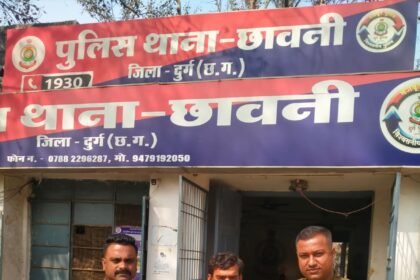 पुलिस थाना-छावनी
1930
जिला - दुर्ग (छ.ग.)
थाना-छावनी
जिला - दुर्ग (छ.ग.)
फोन न. - 0788 2296287, मो. 9479192050